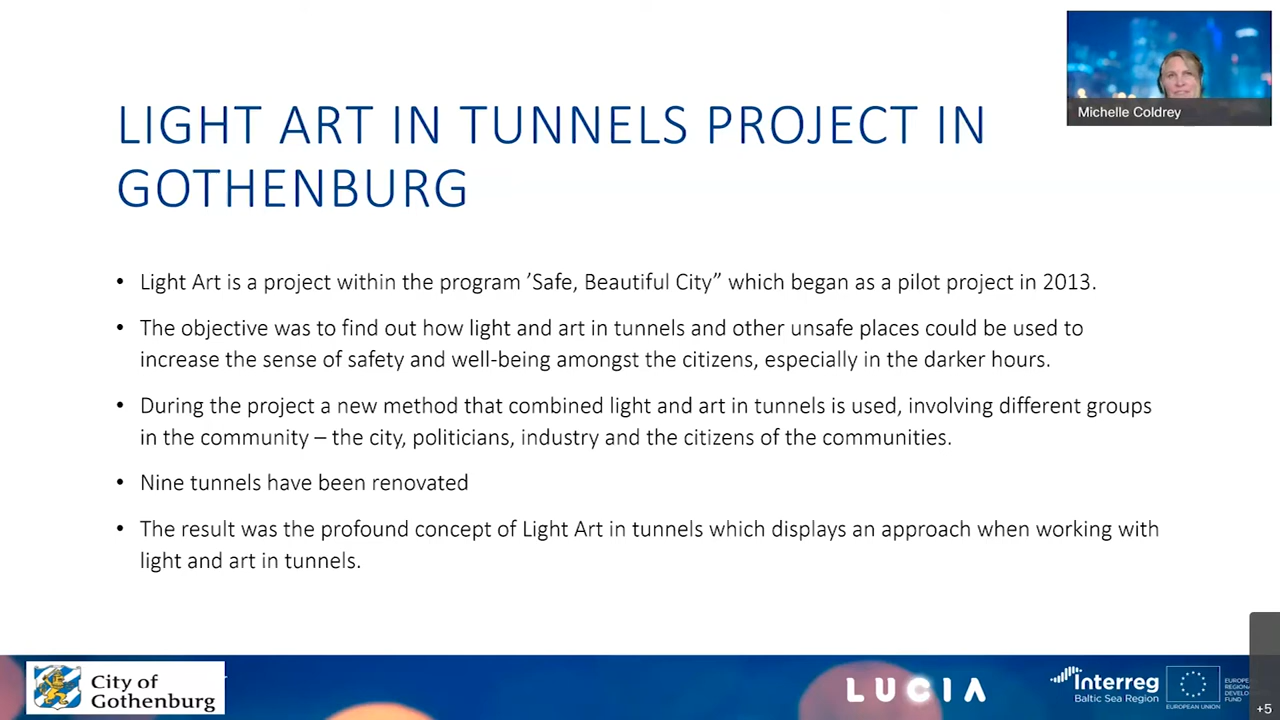 Michelle Coldrey
LIGHT ART IN TUNNELS PROJECT IN
GOTHENBURG
• Light Art is a project within the program ’Safe, Beautiful City” which began as a pilot project in 2013.
• The objective was to find out how light and art in tunnels and other unsafe places could be used to
increase the sense of safety and well-being amongst the citizens, especially in the darker hours.
• During the project a new method that combined light and art in tunnels is used, involving different groups
in the community – the city, politicians, industry and the citizens of the communities.
• Nine tunnels have been renovated
• The result was the profound concept of Light Art in tunnels which displays an approach when working with
light and art in tunnels.
City of
Gothenburg
LUCIA
Interreg
Baltic Sea Region
EUROPEAN UNION
FUND
+5